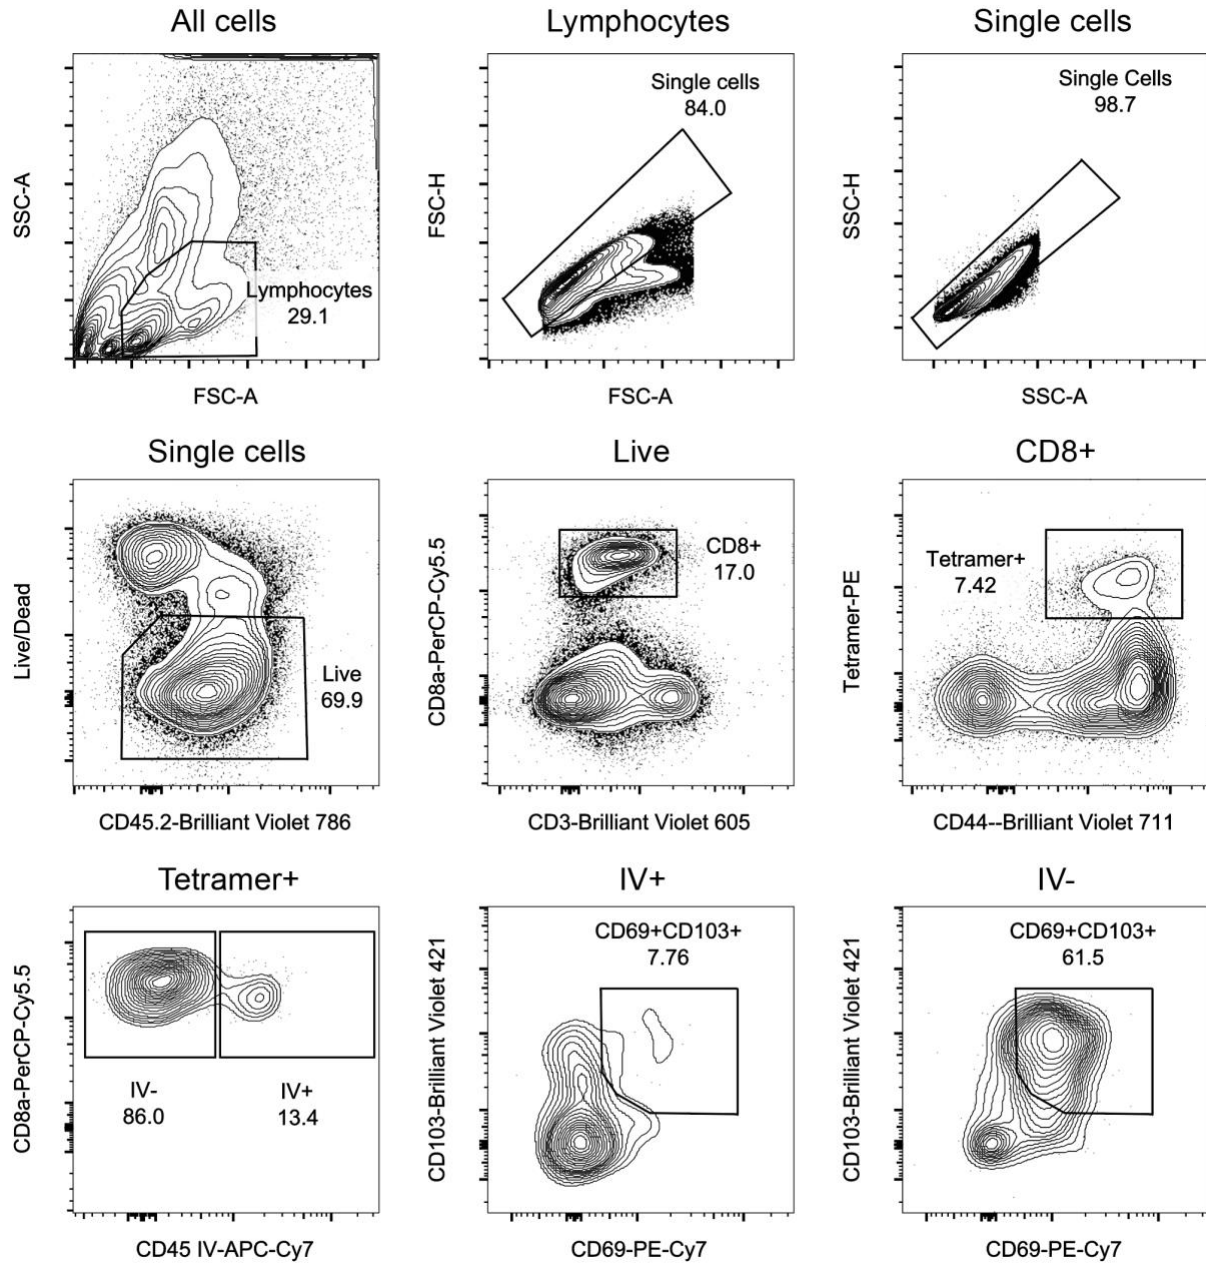 All cells
Lymphocytes
Single cells
SSC-A
Lymphocytes
29.1
FSC-A
FSC-H
Single cells
84.0
FSC-A
SSC-H
Single Cells
98.7
SSC-A
Single cells
Live
CD8+
Live/Dead
Live
69.9
CD45.2-Brilliant Violet 786
CD8a-PerCP-Cy5.5
CD8+
17.0
CD3-Brilliant Violet 605
Tetramer-PE
Tetramer+
7.42
CD44--Brilliant Violet 711
Tetramer+
IV+
IV-
CD8a-PerCP-Cy5.5
IV-
86.0
IV+
13.4
CD45 IV-APC-Cy7
CD103-Brilliant Violet 421
CD69+CD103+
7.76
CD69-PE-Cy7
CD103-Brilliant Violet 421
CD69+CD103+
61.5
CD69-PE-Cy7